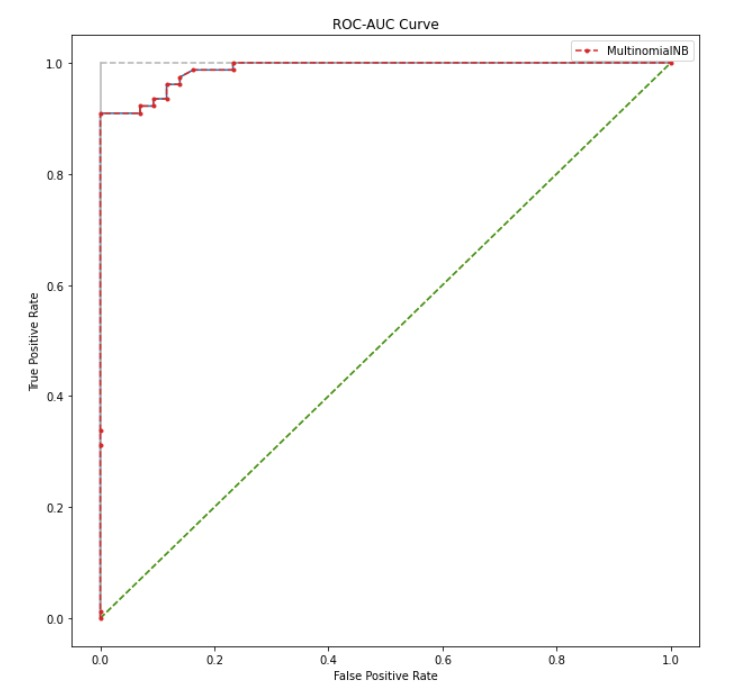 ROC-AUC Curve
MultinomialNB
1.0
0.8
0.6
0.4
0.2
0.0
True Positive Rate
0.0 0.2 0.4 0.6 0.8 1.0
False Positive Rate